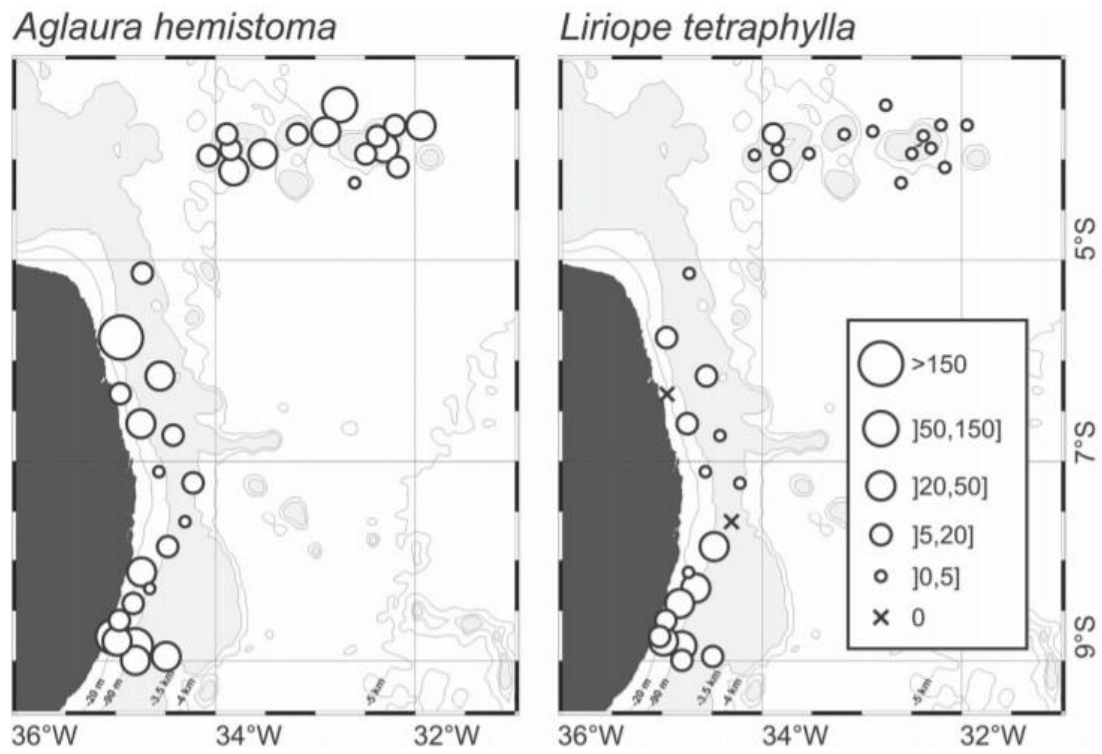 Aglaura hemistoma
Liriope tetraphylla
5°S
>150
]50,150]
7°S
]20,50]
]5,20]
]0,5]
0
9°S
-20 m
-90 m
-3.5 km
-4 km
-5 km
-20 m
-90 m
-3.5 km
-4 km
-5 km
36°W
34°W
32°W
36°W
34°W
32°W